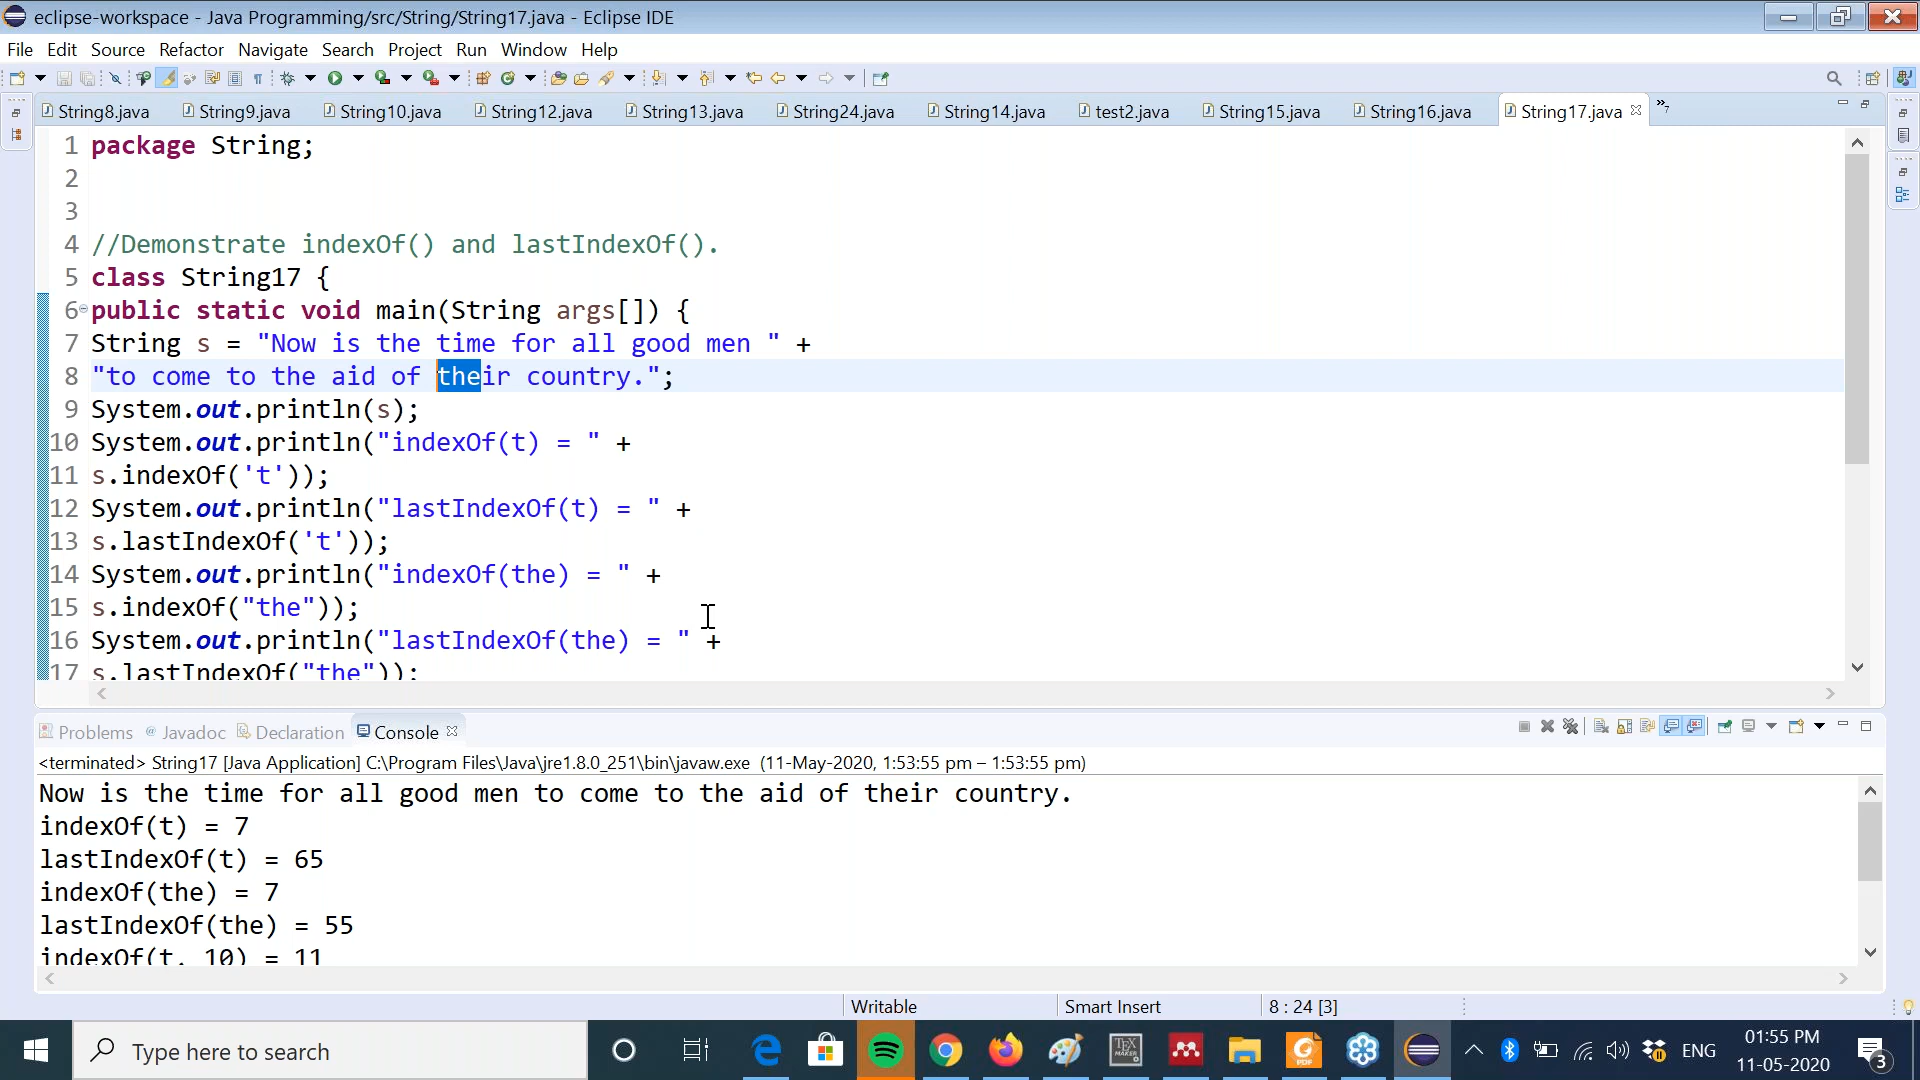 eclipse-workspace - Java Programming/src/String/String17.java - Eclipse IDE
File Edit Source Refactor Navigate Search Project Run Window Help
String8.java String9.java String10.java String12.java String13.java String24.java String14.java test2.java String15.java String16.java String17.java »7
1 package String;
2
3
4 //Demonstrate indexOf() and lastIndexOf().
5 class String17 {
6 public static void main(String args[]) {
7 String s = "Now is the time for all good men " +
8 "to come to the aid of their country.";
9 System.out.println(s);
10 System.out.println("indexOf(t) = " +
11 s.indexOf('t'));
12 System.out.println("lastIndexOf(t) = " +
13 s.lastIndexOf('t'));
14 System.out.println("indexOf(the) = " +
15 s.indexOf("the"));
16 System.out.println("lastIndexOf(the) = " +
17 s.lastIndexOf("the"));
Problems @ Javadoc Declaration Console
<terminated> String17 [Java Application] C:\Program Files\Java\jre1.8.0_251\bin\javaw.exe (11-May-2020, 1:53:55 pm – 1:53:55 pm)
Now is the time for all good men to come to the aid of their country.
indexOf(t) = 7
lastIndexOf(t) = 65
indexOf(the) = 7
lastIndexOf(the) = 55
indexOf(t, 10) = 11
Writable Smart Insert 8 : 24 [3]
Type here to search
TEX MAKER
PDF
ENG
01:55 PM
11-05-2020
3